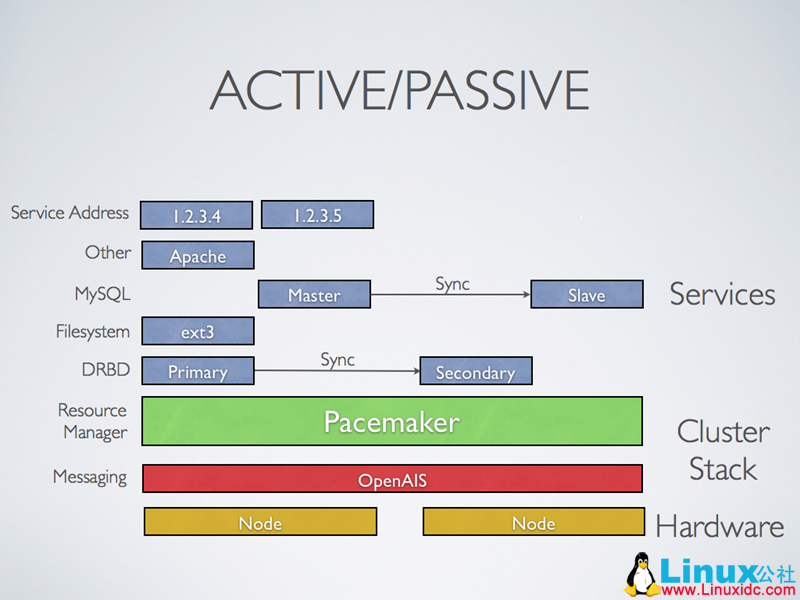 ACTIVE/PASSIVE
Service Address
1.2.3.4
1.2.3.5
Other
Apache
MySQL
Master
Sync
Slave
Services
Filesystem
ext3
DRBD
Primary
Sync
Secondary
Resource
Manager
Pacemaker
Cluster
Stack
Messaging
OpenAIS
Node
Node
Hardware
Linux公社
www.Linuxidc.com